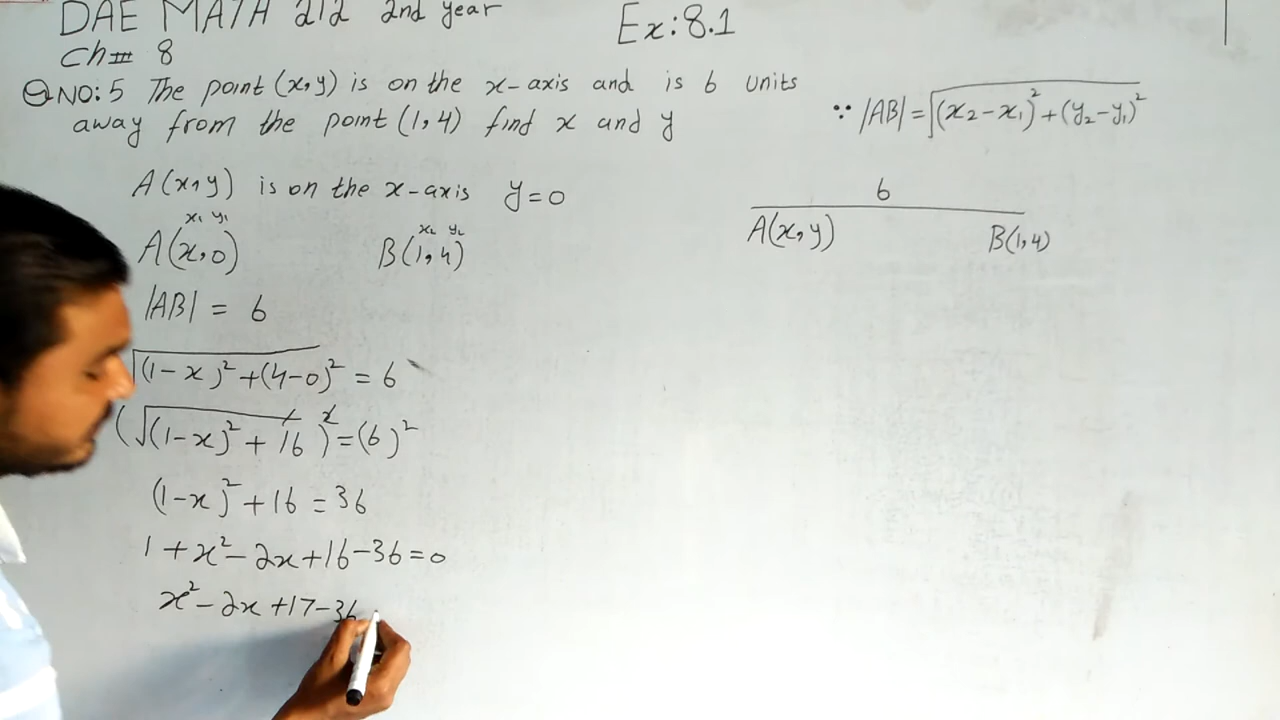 DAE MATH 212 2nd year
Ex: 8.1
Ch# 8
Q NO: 5 The point (x,y) is on the x-axis and is 6 units
away from the point (1,4) find x and y
∵ |AB| = √(x₂-x₁)² + (y₂-y₁)²
A(x,y) is on the x-axis y=0
6
A(x,y) B(1,4)
x₁ y₁ x₂ y₂
A(x,0) B(1,4)
|AB| = 6
√(1-x)² + (4-0)² = 6
(√(1-x)² + 16)² = (6)²
(1-x)² + 16 = 36
1 + x² - 2x + 16 - 36 = 0
x² - 2x + 17 - 36